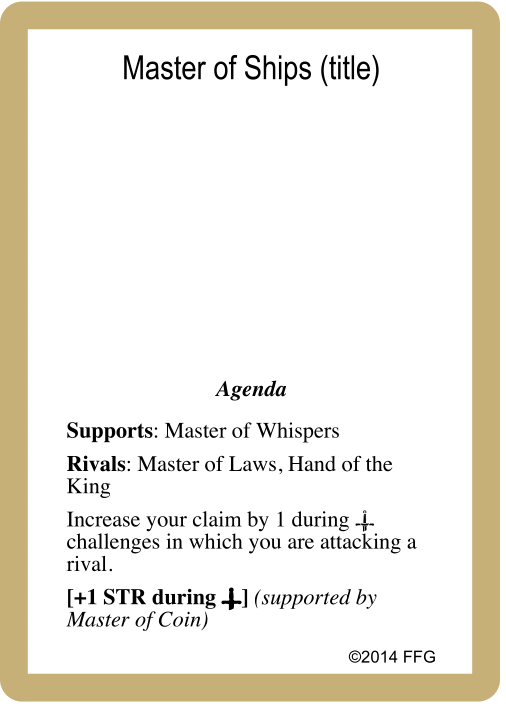 Master of Ships (title)
Agenda
Supports: Master of Whispers
Rivals: Master of Laws, Hand of the
King
Increase your claim by 1 during
challenges in which you are attacking a
rival.
[+1 STR during ] (supported by
Master of Coin)
©2014 FFG